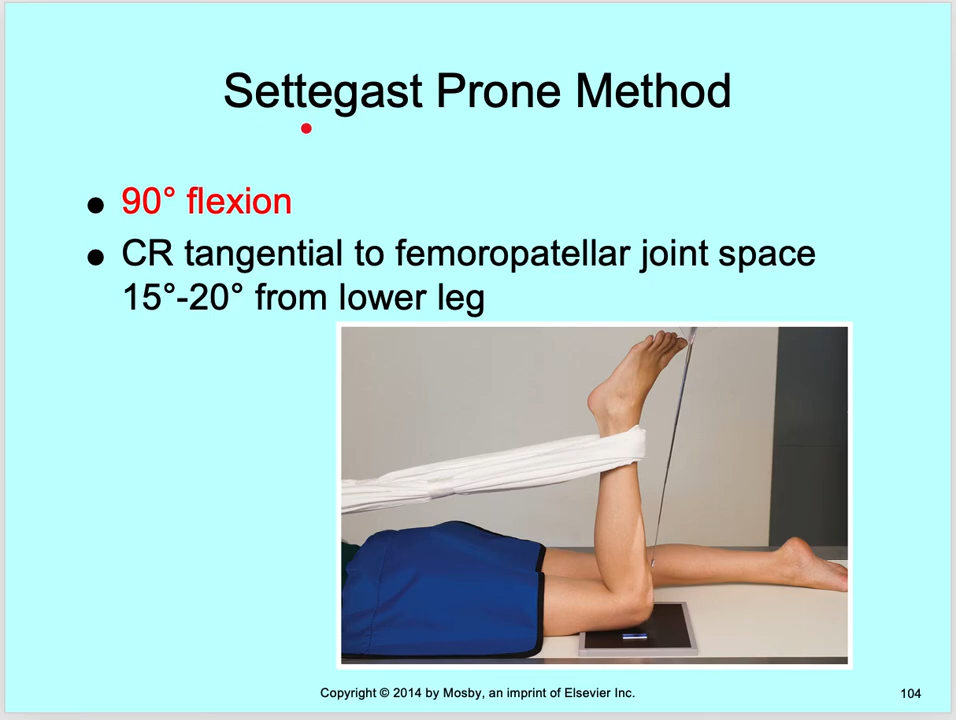 Settegast Prone Method
● 90° flexion
● CR tangential to femoropatellar joint space
15°-20° from lower leg
Copyright © 2014 by Mosby, an imprint of Elsevier Inc.
104